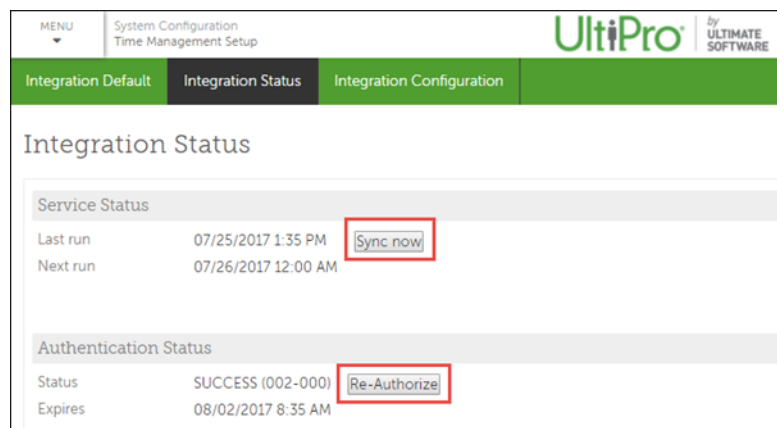 MENU
System Configuration
Time Management Setup
UltiPro®
by
ULTIMATE
SOFTWARE
Integration Default
Integration Status
Integration Configuration
Integration Status
Service Status
Last run 07/25/2017 1:35 PM Sync now
Next run 07/26/2017 12:00 AM
Authentication Status
Status SUCCESS (002-000) Re-Authorize
Expires 08/02/2017 8:35 AM